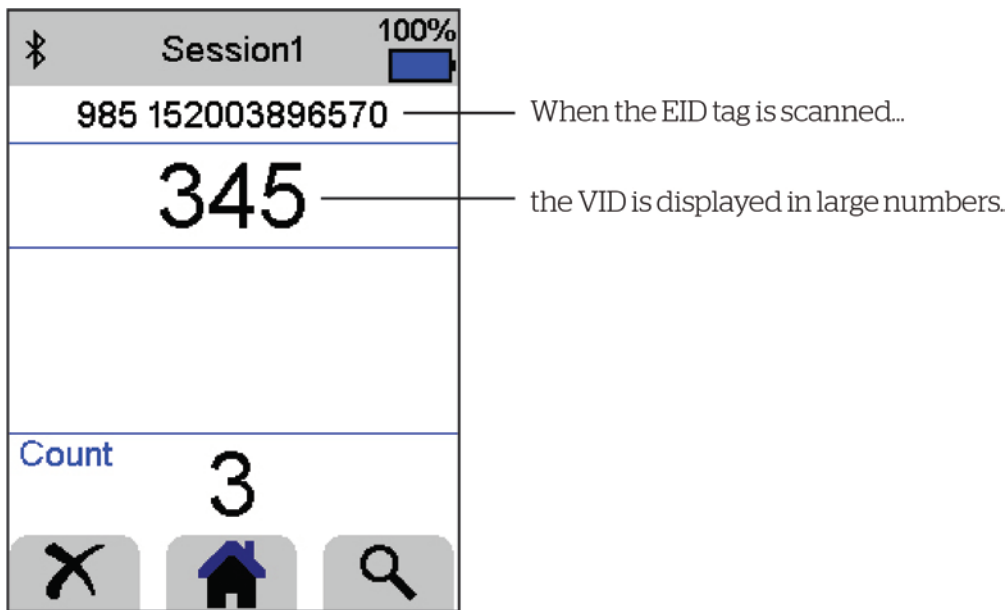 Session1
100%
985 152003896570
When the EID tag is scanned...
345
the VID is displayed in large numbers.
Count
3